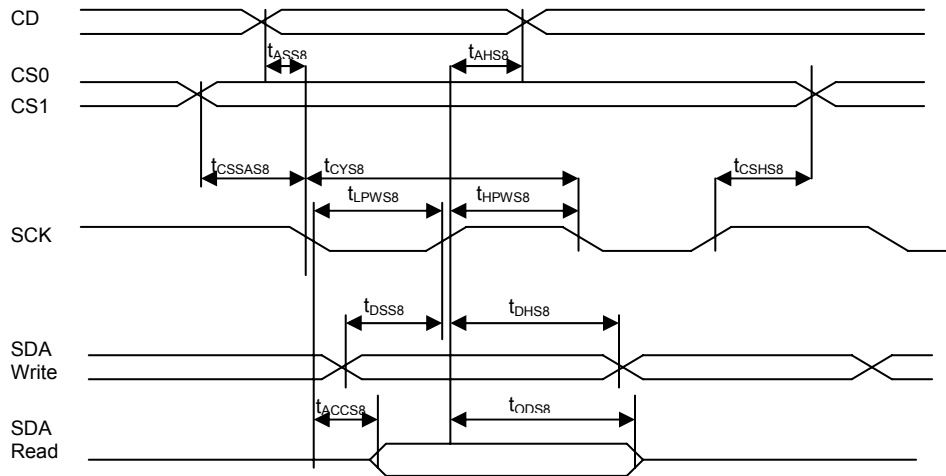 CD
tASS8
tAHS8
CS0
CS1
tCSSAS8
tCYS8
tCSHS8
tLPWS8
tHPWS8
SCK
tDSS8
tDHS8
SDA
Write
tACCS8
tODS8
SDA
Read